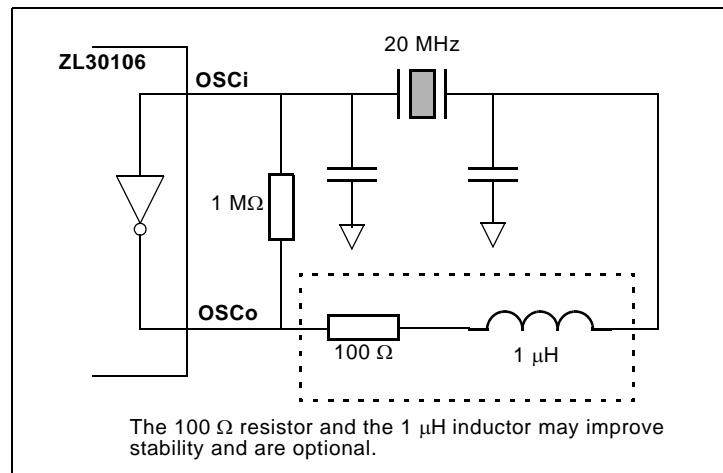 20 MHz
ZL30106
OSCi
1 MΩ
OSCo
100 Ω
1 μH
The 100 Ω resistor and the 1 μH inductor may improve
stability and are optional.